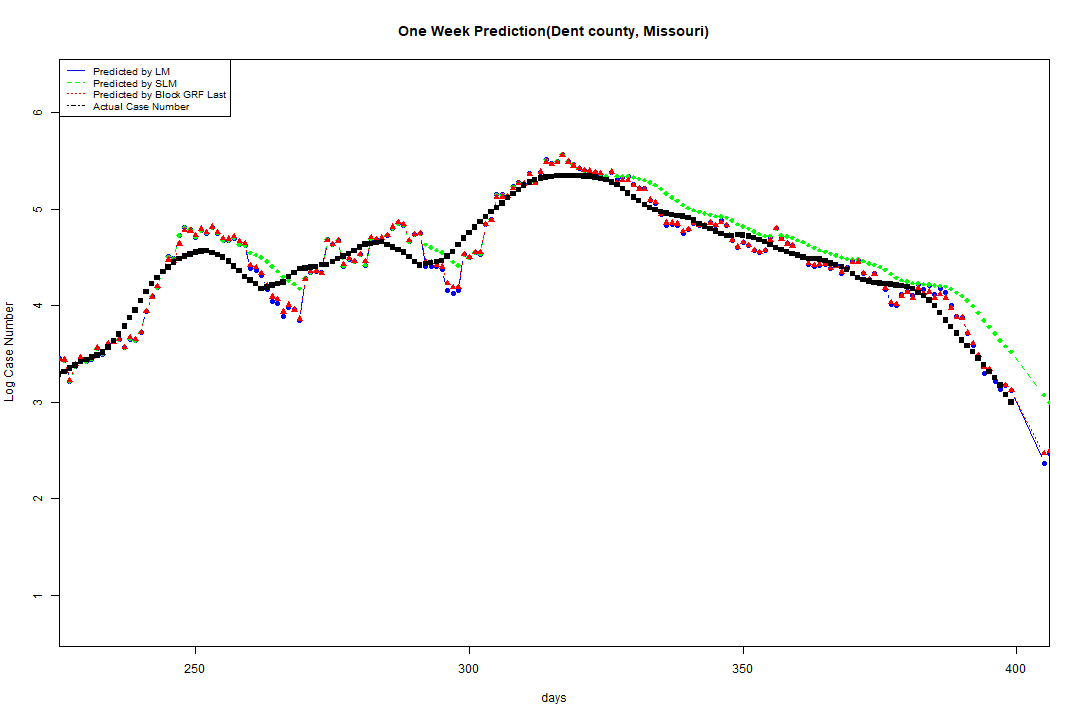 One Week Prediction(Dent county, Missouri)
Predicted by LM
Predicted by SLM
Predicted by Block GRF Last
Actual Case Number
6
5
4
3
2
1
Log Case Number
250 300 350 400
days